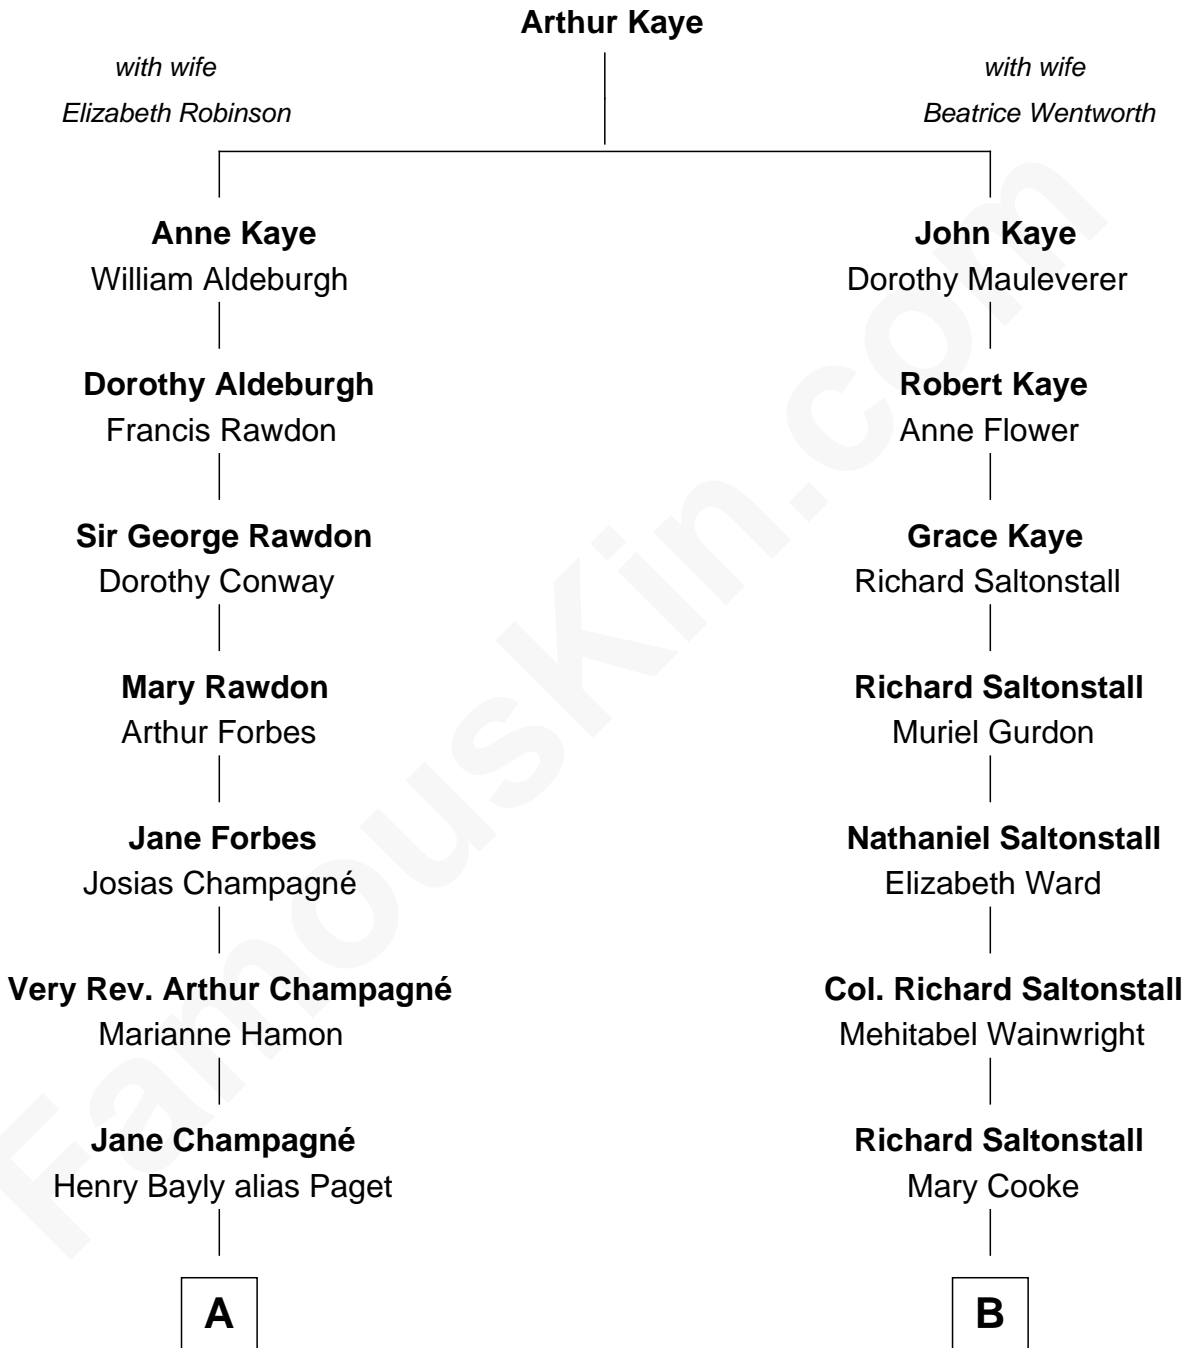 Arthur Kaye
with wife
Elizabeth Robinson
with wife
Beatrice Wentworth
Anne Kaye
William Aldeburgh
John Kaye
Dorothy Mauleverer
Dorothy Aldeburgh
Francis Rawdon
Robert Kaye
Anne Flower
Sir George Rawdon
Dorothy Conway
Grace Kaye
Richard Saltonstall
Mary Rawdon
Arthur Forbes
Richard Saltonstall
Muriel Gurdon
Jane Forbes
Josias Champagné
Nathaniel Saltonstall
Elizabeth Ward
Very Rev. Arthur Champagné
Marianne Hamon
Col. Richard Saltonstall
Mehitabel Wainwright
Jane Champagné
Henry Bayly alias Paget
Richard Saltonstall
Mary Cooke
A
B
FamousKin.com